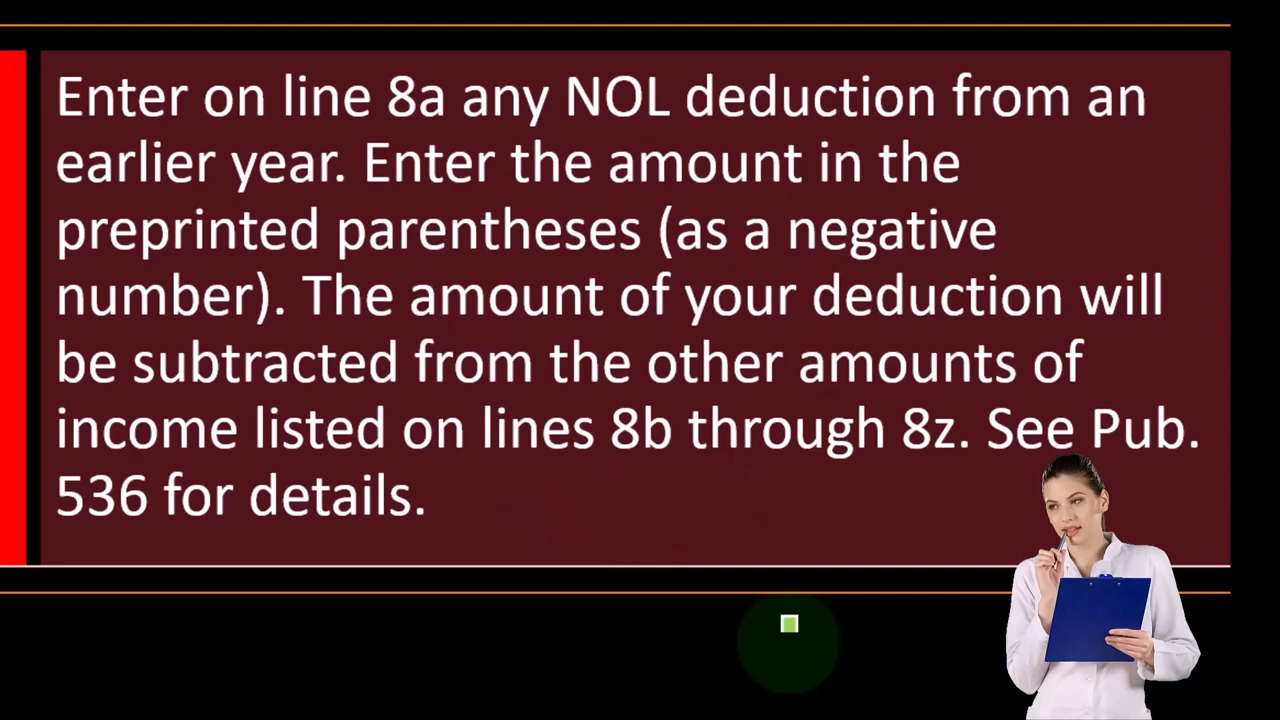 Enter on line 8a any NOL deduction from an
earlier year. Enter the amount in the
preprinted parentheses (as a negative
number). The amount of your deduction will
be subtracted from the other amounts of
income listed on lines 8b through 8z. See Pub.
536 for details.